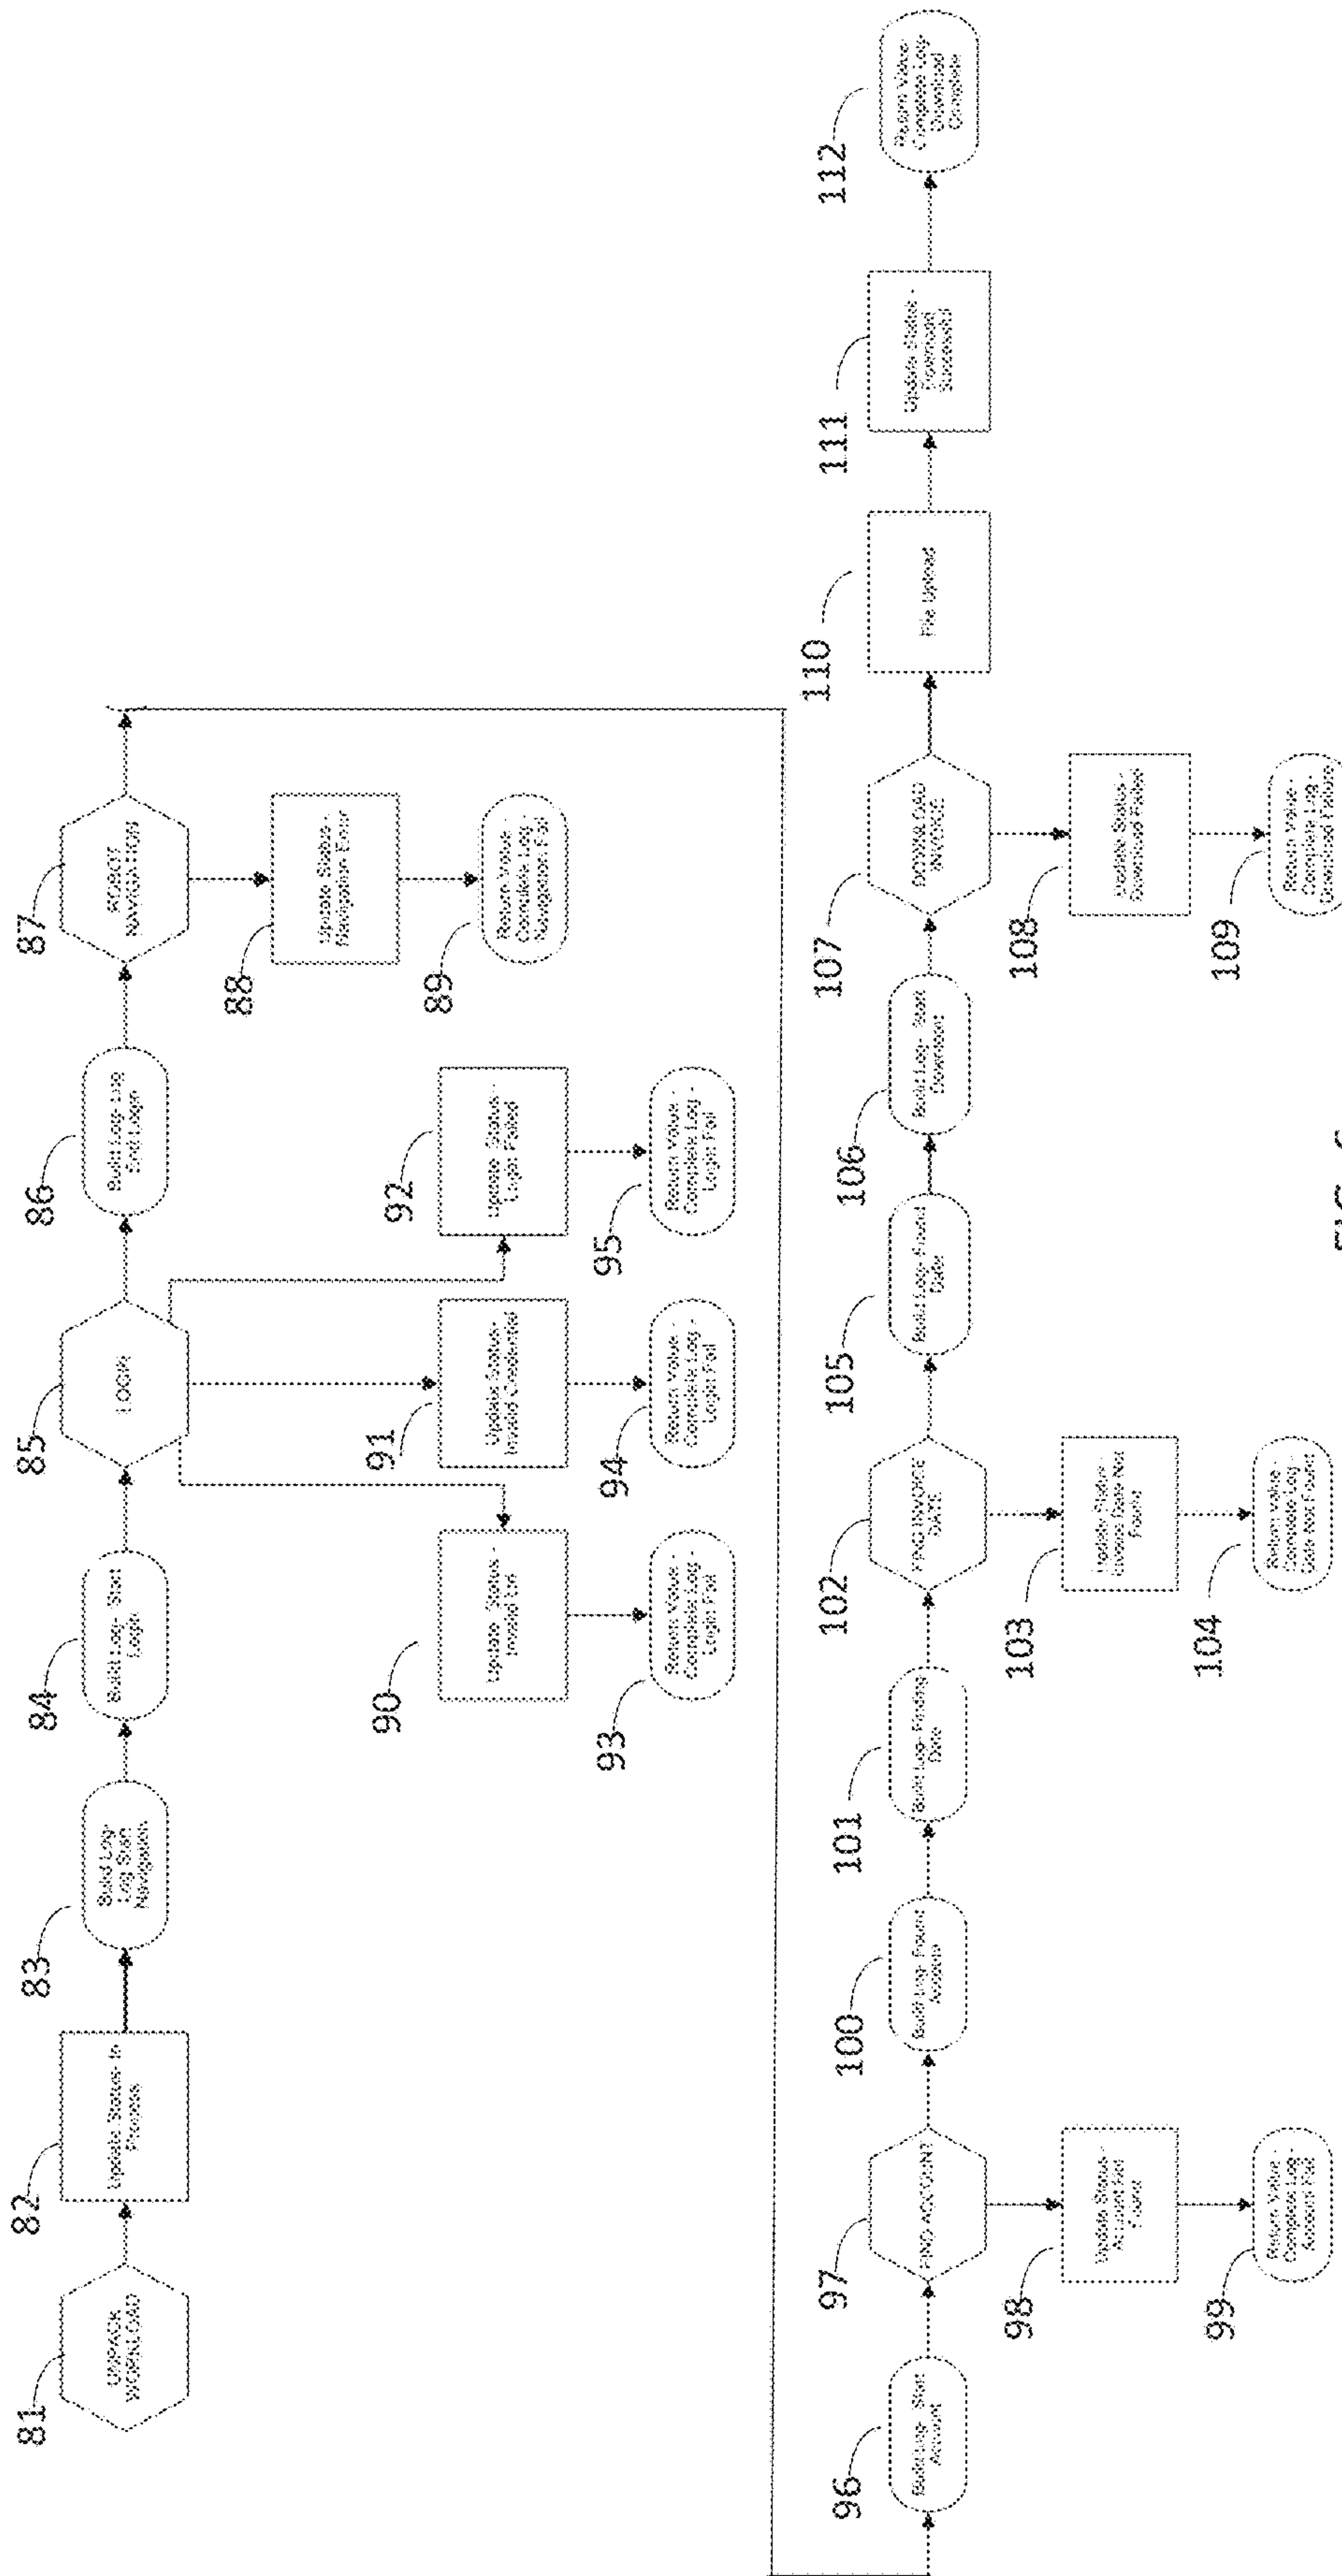 81
UNPACK
WORKLOAD
82
Update Status- In
Process
83
Build Log-
Log Start
Navigation
84
Build Log- Start
Login
85
LOGIN
86
Build Log- Log
End Login
87
ROBOT
NAVIGATION
88
Update Status -
Navigation Error
89
Return Value -
Complete Log -
Navigation Fail
90
Update Status -
Invalid Url
91
Update Status-
Invalid Credential
92
Update Status-
Login Failed
93
Return Value -
Complete Log -
Login Fail
94
Return Value -
Complete Log -
Login Fail
95
Return Value -
Complete Log -
Login Fail
96
Build Log- Start
Account
97
FIND ACCOUNT
98
Update Status -
Account Not
Found
99
Return Value -
Complete Log -
Account Fail
100
Build Log- Found
Account
101
Build Log- Finding
Date
102
FIND INVOICE
DATE
103
Update Status -
Invoice Date Not
Found
104
Return Value -
Complete Log -
Date Not Found
105
Build Log- Found
Date
106
Build Log- Start
Download
107
DOWNLOAD
INVOICE
108
Update Status -
Download Failed
109
Return Value -
Complete Log -
Download Failure
110
File Upload
111
Update Status -
Download
Successful
112
Return Value-
Complete Log-
Download
Complete